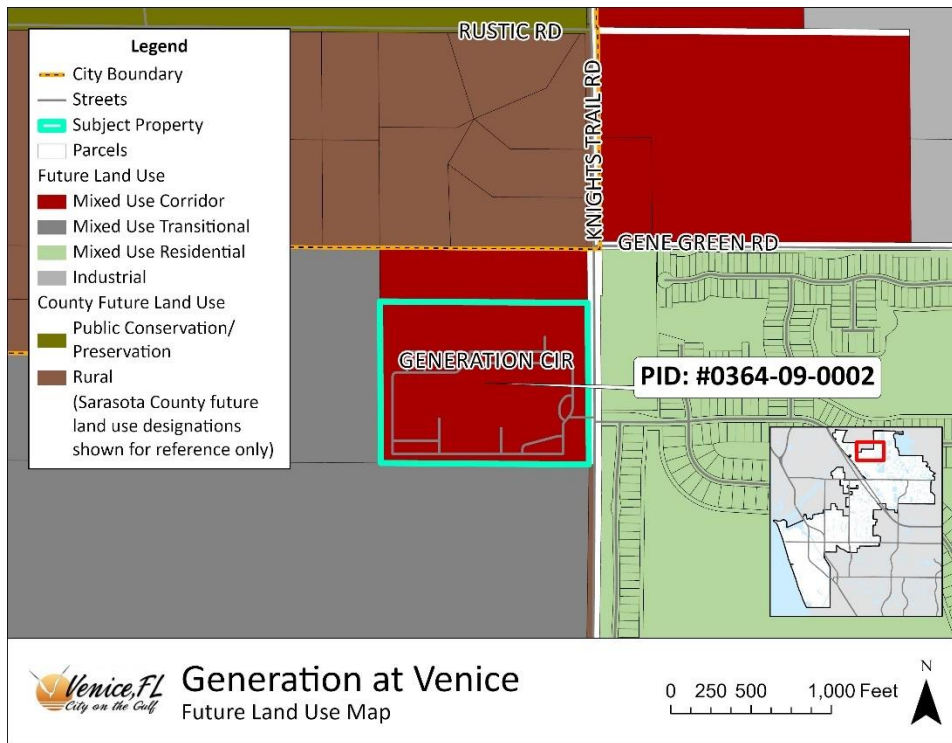 RUSTIC RD
Legend
City Boundary
Streets
Subject Property
Parcels
Future Land Use
Mixed Use Corridor
Mixed Use Transitional
Mixed Use Residential
Industrial
County Future Land Use
Public Conservation/
Preservation
Rural
(Sarasota County future
land use designations
shown for reference only)
KNIGHTS TRAIL RD
GENE GREEN RD
GENERATION CIR
PID: #0364-09-0002
Venice, FL
City on the Gulf
Generation at Venice
Future Land Use Map
0 250 500 1,000 Feet
N